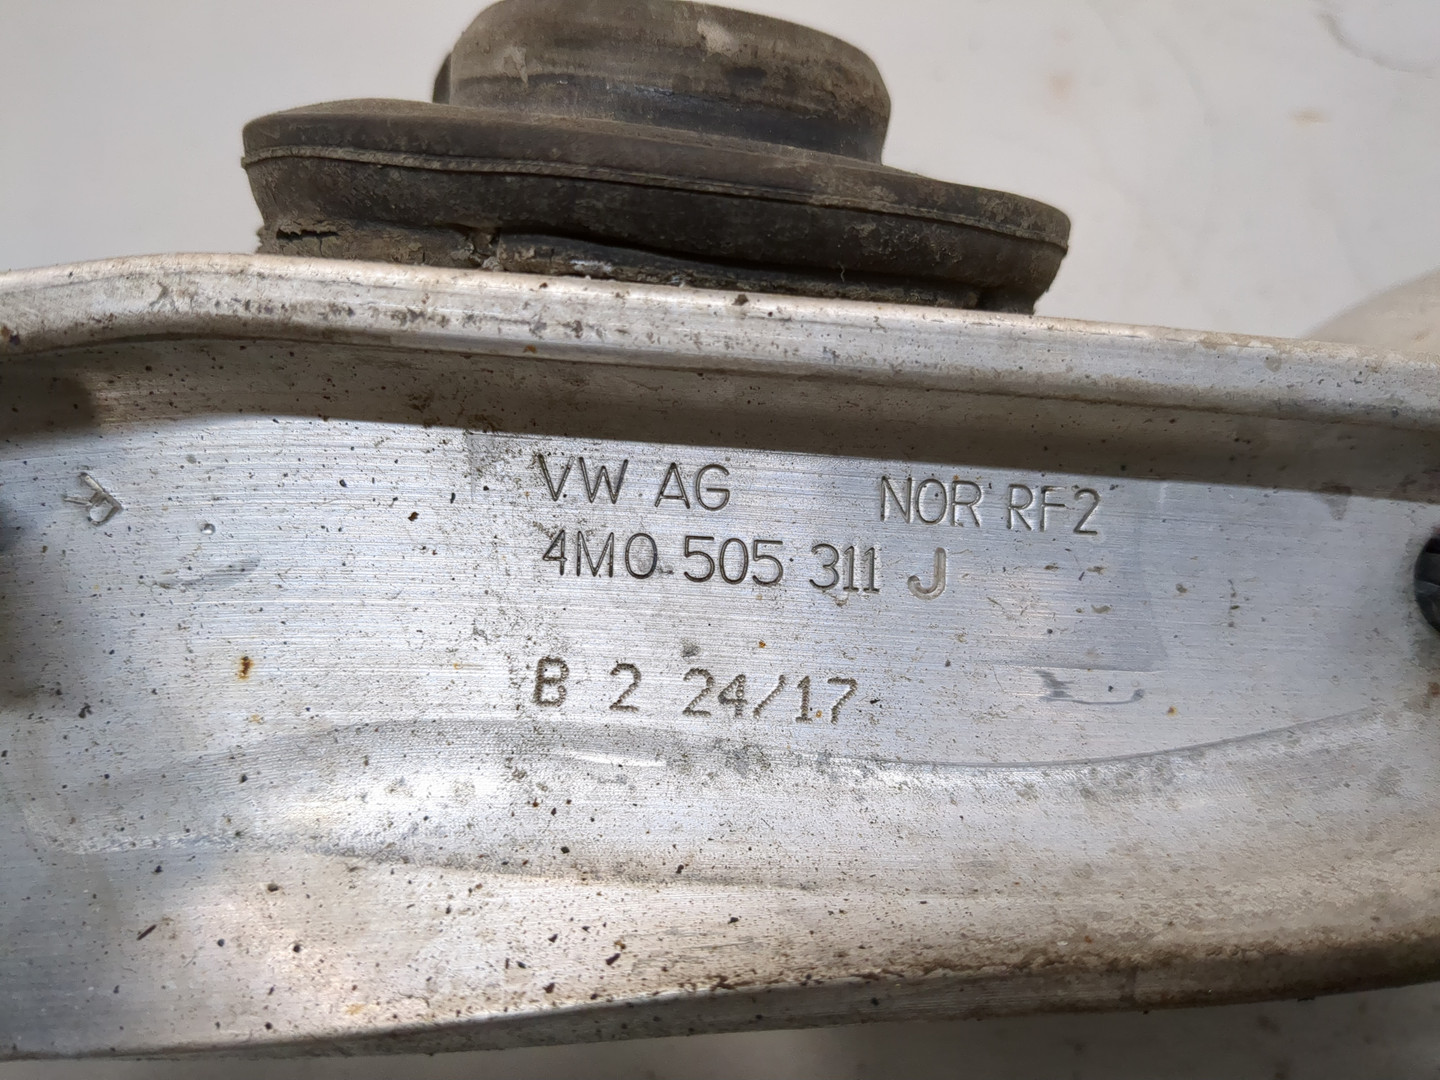 VW AG NOR RF2
4M0 505 311 J
B 2 24/17